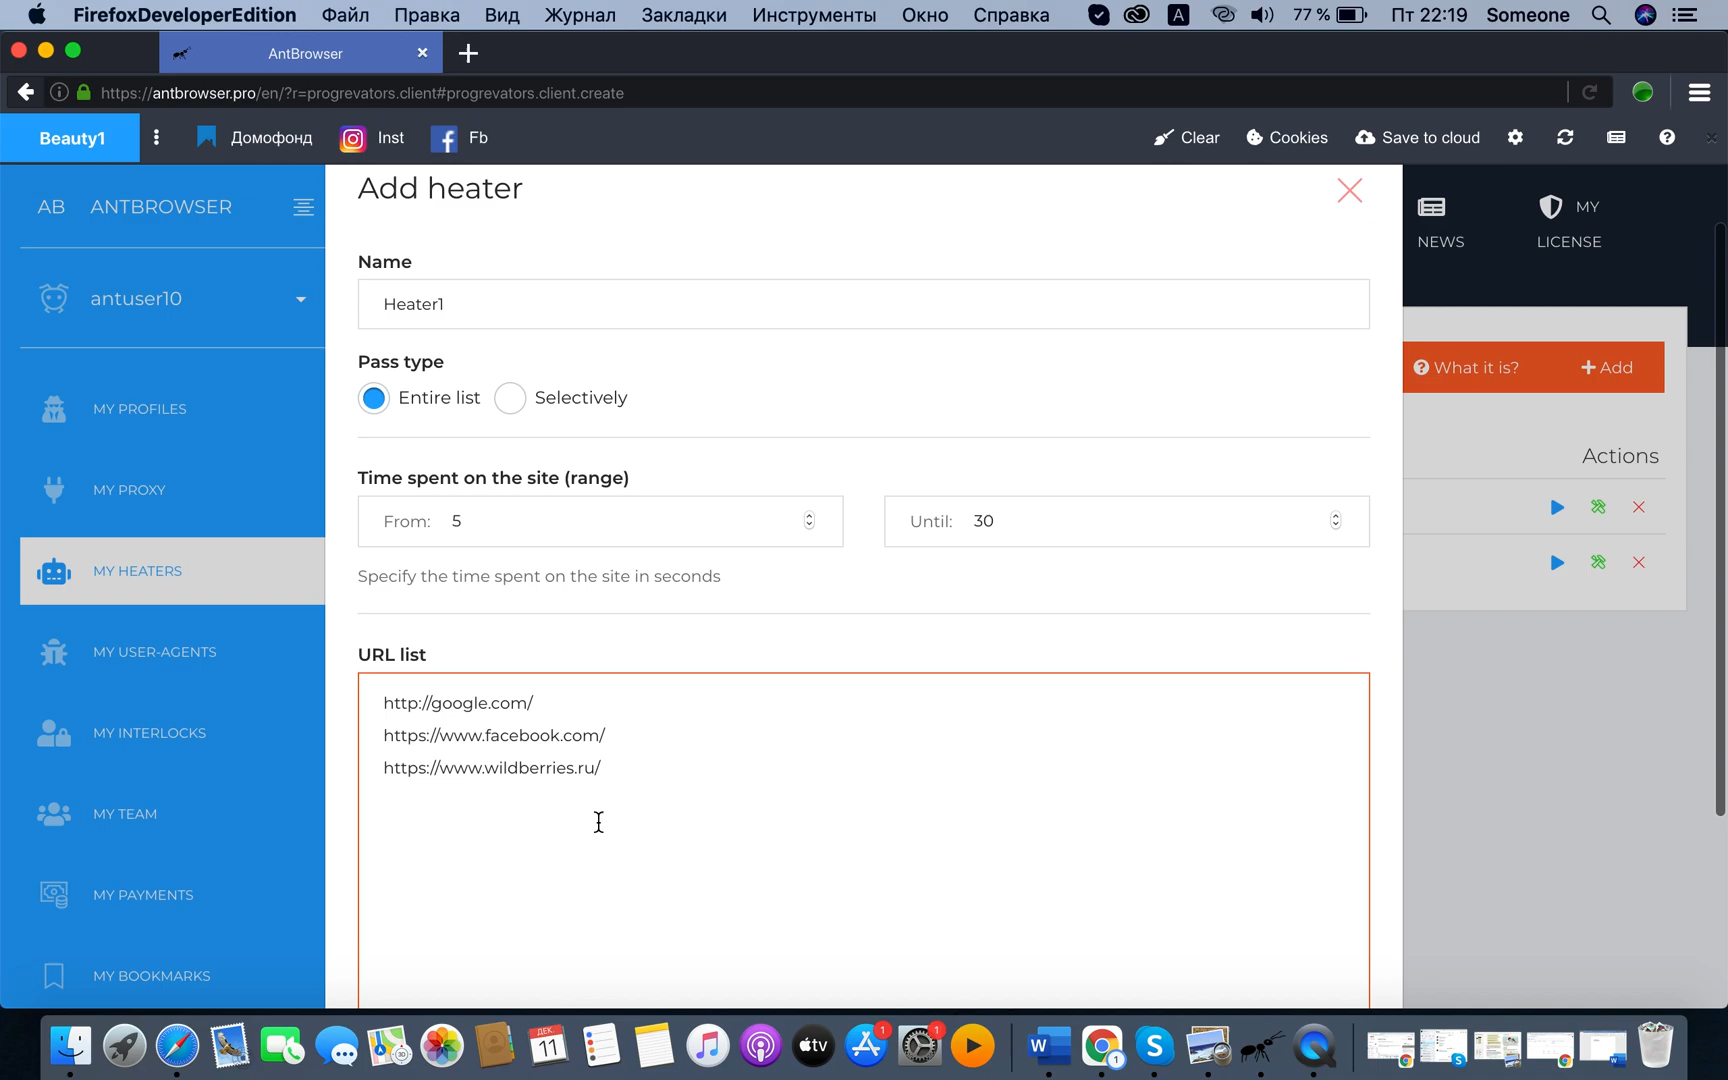 FirefoxDeveloperEdition Файл Правка Вид Журнал Закладки Инструменты Окно Справка A 77 % Пт 22:19 Someone
AntBrowser
https://antbrowser.pro/en/?r=progrevators.client#progrevators.client.create
Beauty1 Домофонд Inst Fb Clear Cookies Save to cloud
AB ANTBROWSER
antuser10
MY PROFILES
MY PROXY
MY HEATERS
MY USER-AGENTS
MY INTERLOCKS
MY TEAM
MY PAYMENTS
MY BOOKMARKS
Add heater
Name
Heater1
Pass type
Entire list Selectively
Time spent on the site (range)
From: 5 Until: 30
Specify the time spent on the site in seconds
URL list
http://google.com/
https://www.facebook.com/
https://www.wildberries.ru/
NEWS
MY
LICENSE
What it is? Add
Actions
ДЕК.
11
tv
1
1
W
1
S